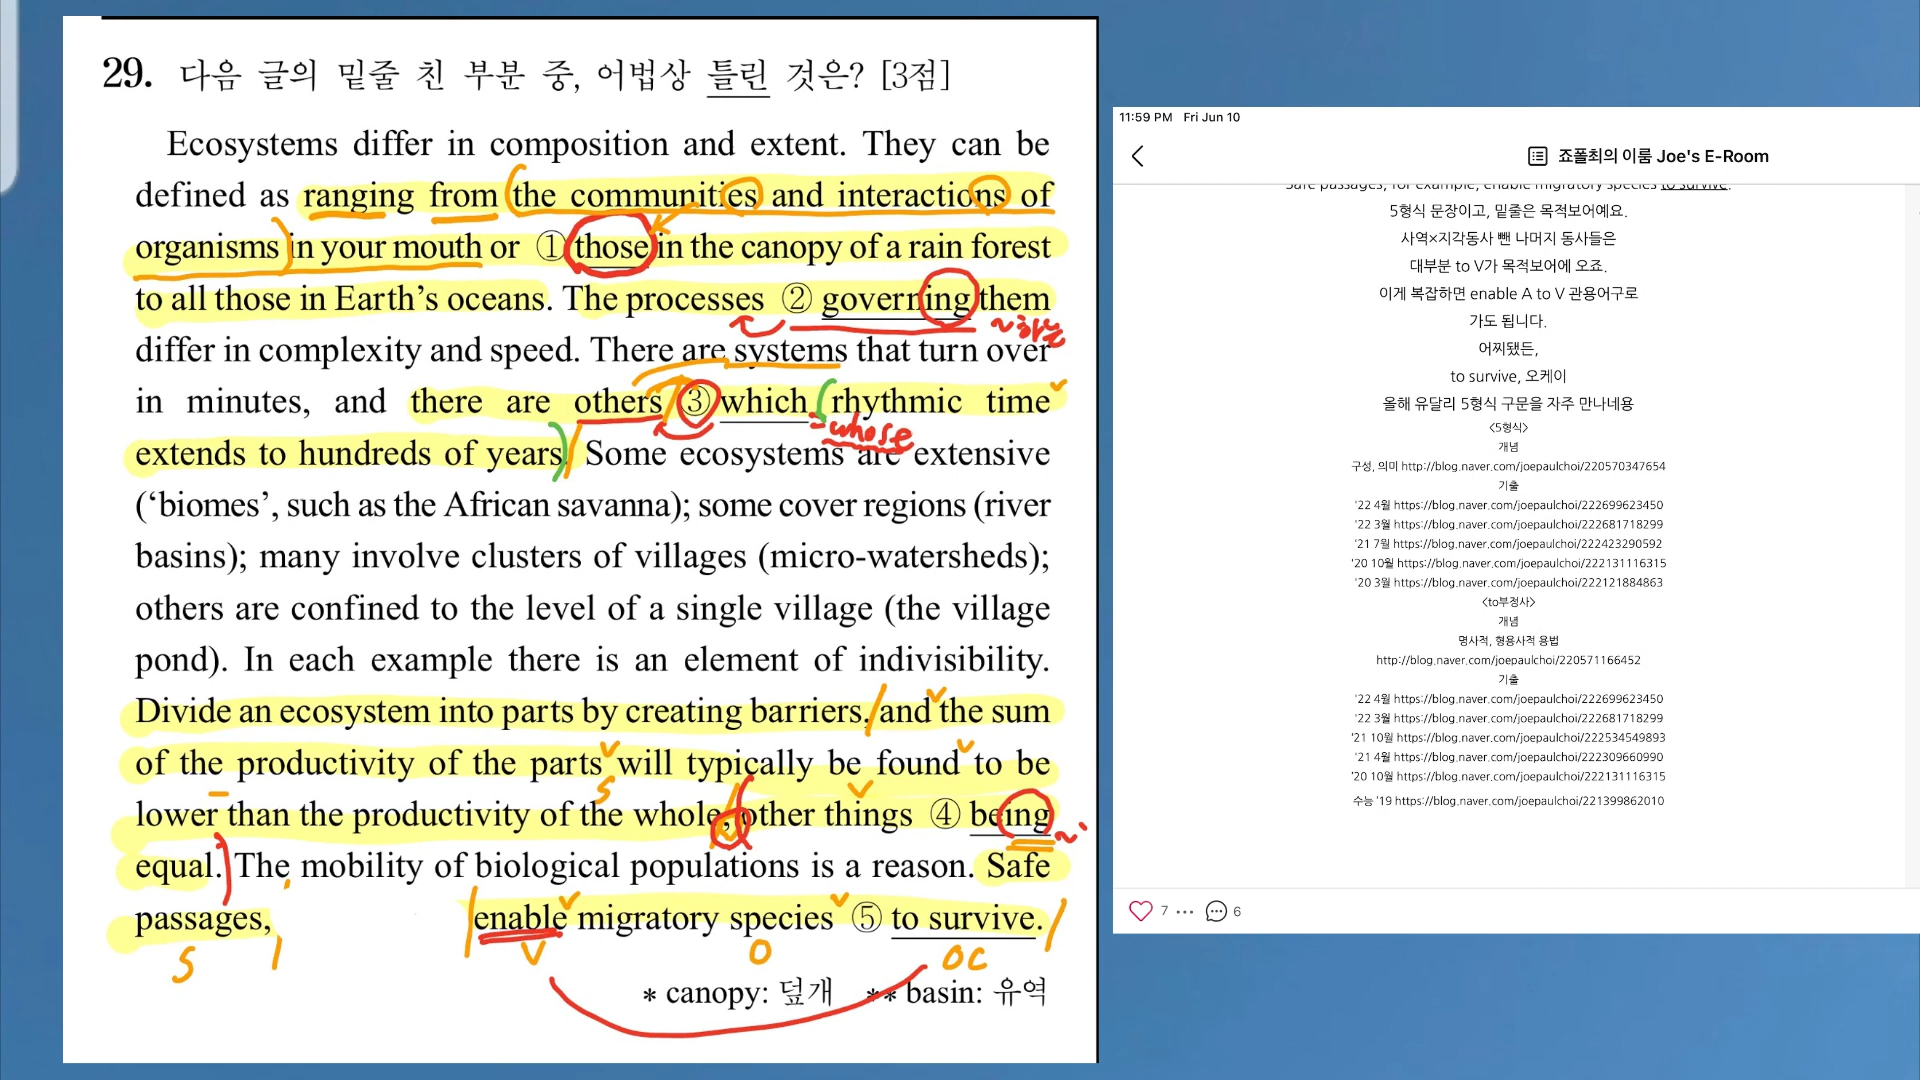 29. 다음 글의 밑줄 친 부분 중, 어법상 틀린 것은? [3점]
Ecosystems differ in composition and extent. They can be
defined as ranging from the communities and interactions of
organisms in your mouth or ① those in the canopy of a rain forest
to all those in Earth's oceans. The processes ② governing them
~하는
differ in complexity and speed. There are systems that turn over
in minutes, and there are others ③ which rhythmic time
whose
extends to hundreds of years. Some ecosystems are extensive
('biomes', such as the African savanna); some cover regions (river
basins); many involve clusters of villages (micro-watersheds);
others are confined to the level of a single village (the village
pond). In each example there is an element of indivisibility.
Divide an ecosystem into parts by creating barriers, and the sum
of the productivity of the parts will typically be found to be
S
lower than the productivity of the whole, other things ④ being
equal. The mobility of biological populations is a reason. Safe
passages, enable migratory species ⑤ to survive.
S V O OC
* canopy: 덮개 ** basin: 유역
11:59 PM Fri Jun 10
죠폴최의 이룸 Joe's E-Room
Safe passages, for example, enable migratory species to survive.
5형식 문장이고, 밑줄은 목적보어예요.
사역×지각동사 뺀 나머지 동사들은
대부분 to V가 목적보어에 오죠.
이게 복잡하면 enable A to V 관용어구로
가도 됩니다.
어찌됐든,
to survive, 오케이
올해 유달리 5형식 구문을 자주 만나네용
<5형식>
개념
구성, 의미 http://blog.naver.com/joepaulchoi/220570347654
기출
'22 4월 https://blog.naver.com/joepaulchoi/222699623450
'22 3월 https://blog.naver.com/joepaulchoi/222681718299
'21 7월 https://blog.naver.com/joepaulchoi/222423290592
'20 10월 https://blog.naver.com/joepaulchoi/222131116315
'20 3월 https://blog.naver.com/joepaulchoi/222121884863
<to부정사>
개념
명사적, 형용사적 용법
http://blog.naver.com/joepaulchoi/220571166452
기출
'22 4월 https://blog.naver.com/joepaulchoi/222699623450
'22 3월 https://blog.naver.com/joepaulchoi/222681718299
'21 10월 https://blog.naver.com/joepaulchoi/222534549893
'21 4월 https://blog.naver.com/joepaulchoi/222309660990
'20 10월 https://blog.naver.com/joepaulchoi/222131116315
수능 '19 https://blog.naver.com/joepaulchoi/221399862010
7 ••• 6